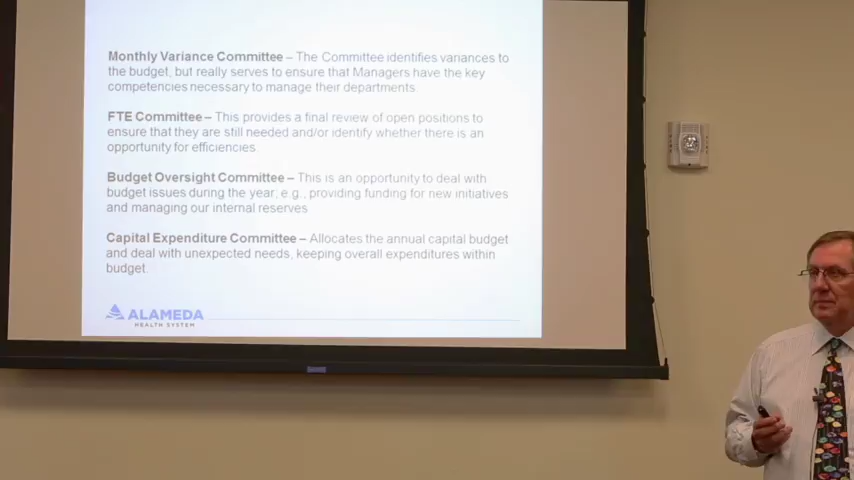 Monthly Variance Committee – The Committee identifies variances to
the budget, but really serves to ensure that Managers have the key
competencies necessary to manage their departments.
FTE Committee – This provides a final review of open positions to
ensure that they are still needed and/or identify whether there is an
opportunity for efficiencies.
Budget Oversight Committee – This is an opportunity to deal with
budget issues during the year; e.g., providing funding for new initiatives
and managing our internal reserves.
Capital Expenditure Committee – Allocates the annual capital budget
and deal with unexpected needs, keeping overall expenditures within
budget.
ALAMEDA
HEALTH SYSTEM